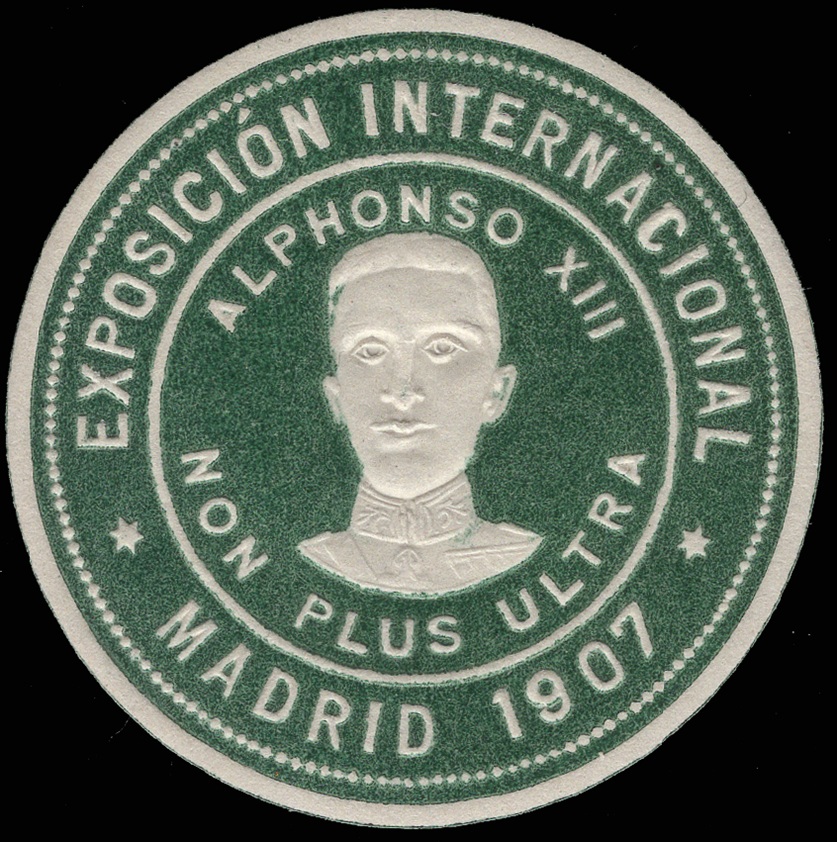 EXPOSICIÓN INTERNACIONAL
MADRID 1907
ALPHONSO XIII
NON PLUS ULTRA